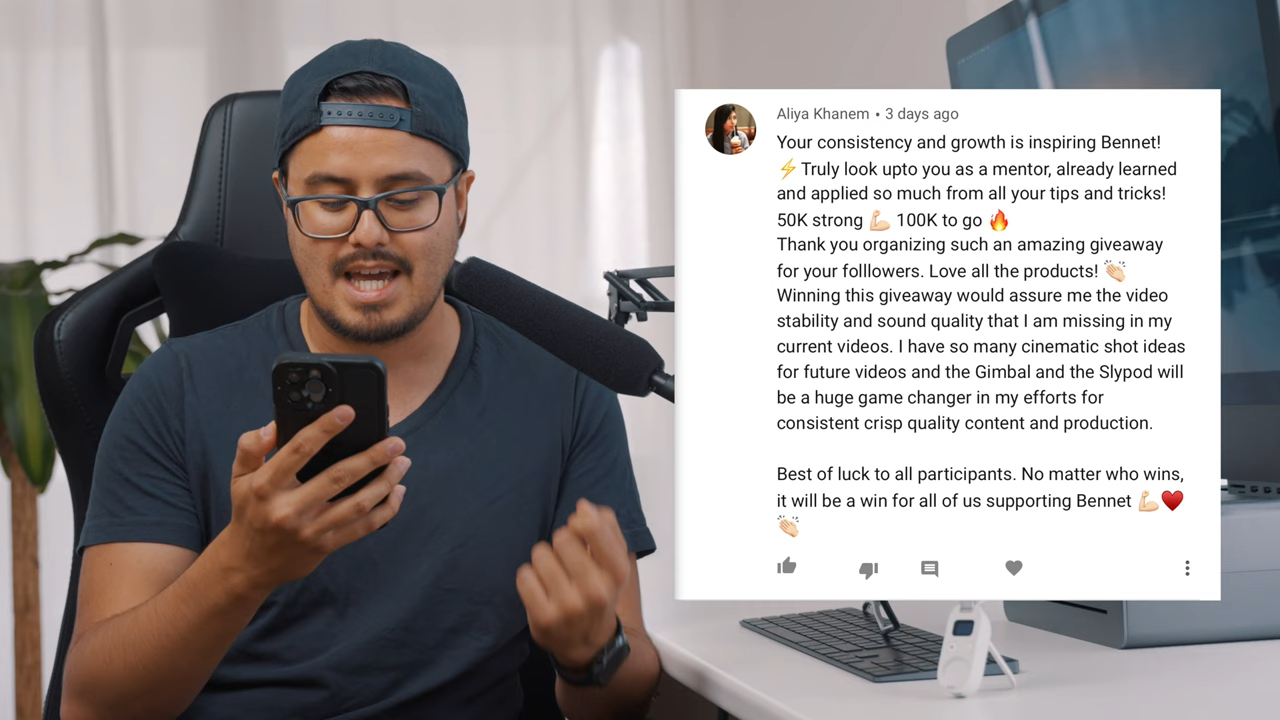 Aliya Khanem • 3 days ago
Your consistency and growth is inspiring Bennet!
⚡Truly look upto you as a mentor, already learned
and applied so much from all your tips and tricks!
50K strong 💪🏻 100K to go 🔥
Thank you organizing such an amazing giveaway
for your folllowers. Love all the products! 👏🏻
Winning this giveaway would assure me the video
stability and sound quality that I am missing in my
current videos. I have so many cinematic shot ideas
for future videos and the Gimbal and the Slypod will
be a huge game changer in my efforts for
consistent crisp quality content and production.
Best of luck to all participants. No matter who wins,
it will be a win for all of us supporting Bennet 💪🏻♥️
👏🏻